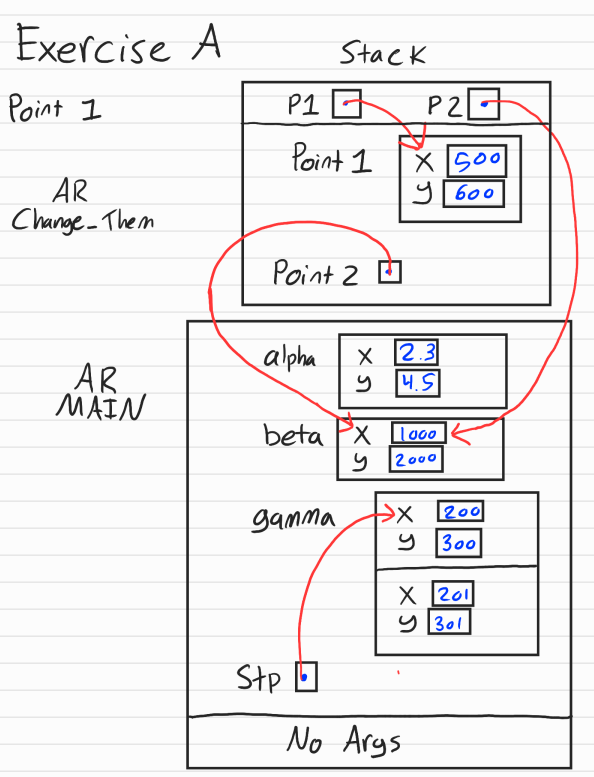 Exercise A
Stack
Point 1
P1 P2
Point 1
X 500
y 600
AR
Change_Them
Point 2
AR
MAIN
alpha
X 2.3
y 4.5
beta
X 1000
y 2000
gamma
X 200
y 300
X 201
y 301
Stp
No Args